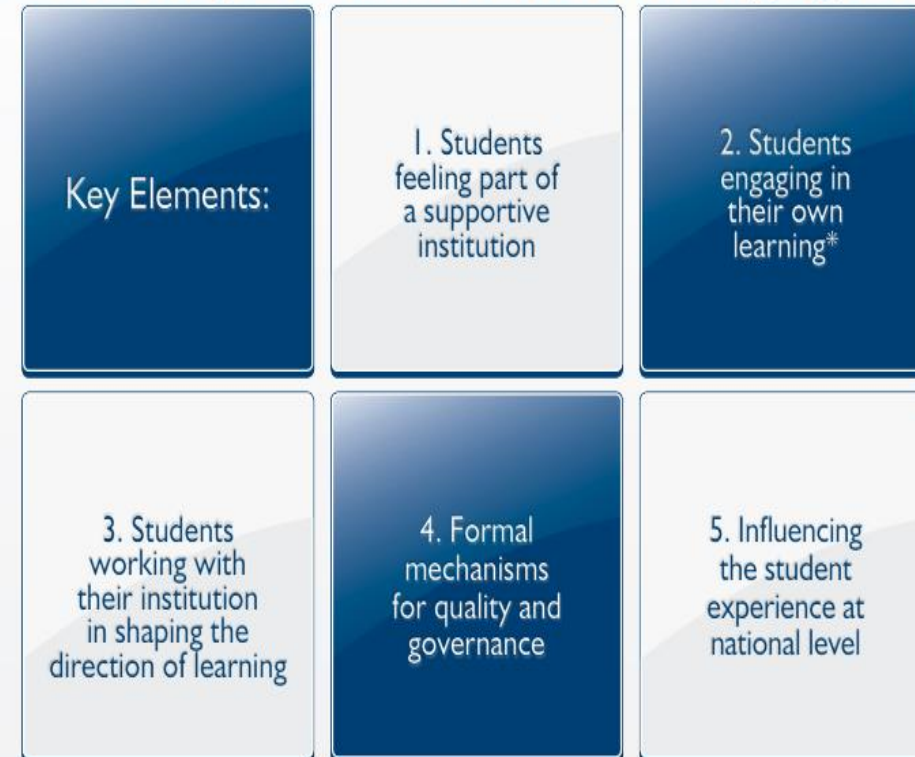 Key Elements:
1. Students
feeling part of
a supportive
institution
2. Students
engaging in
their own
learning*
3. Students
working with
their institution
in shaping the
direction of learning
4. Formal
mechanisms
for quality and
governance
5. Influencing
the student
experience at
national level